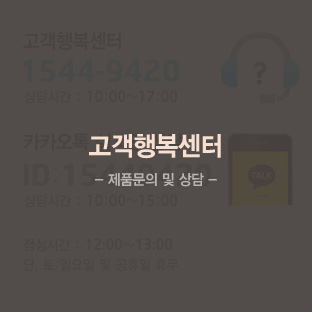 고객행복센터
1544-9420
상담시간 : 10:00~17:00
카카오톡
고객행복센터
ID:
– 제품문의 및 상담 –
TALK
상담시간 : 10:00~15:00
점심시간 : 12:00~13:00
단, 토,일요일 및 공휴일 휴무